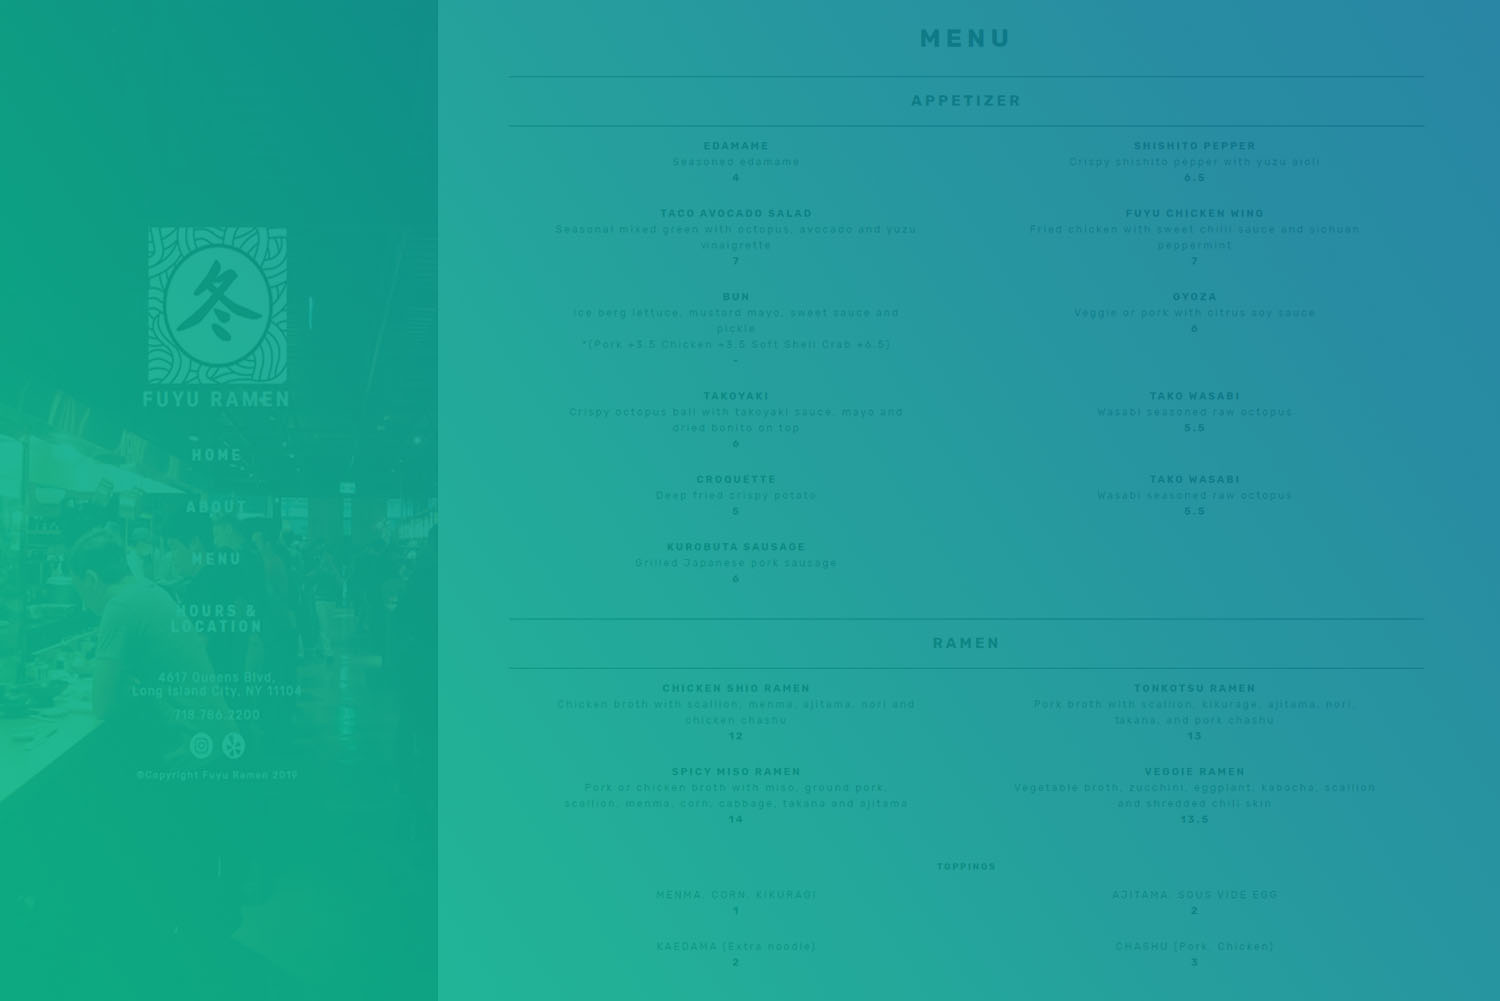 冬
FUYU RAMEN
HOME
ABOUT
MENU
HOURS &
LOCATION
4617 Queens Blvd,
Long Island City, NY 11104
718.786.2200
©Copyright Fuyu Ramen 2019
MENU
APPETIZER
EDAMAME
Seasoned edamame
4
SHISHITO PEPPER
Crispy shishito pepper with yuzu aioli
6.5
TACO AVOCADO SALAD
Seasonal mixed green with octopus, avocado and yuzu
vinaigrette
7
FUYU CHICKEN WING
Fried chicken with sweet chilli sauce and sichuan
peppermint
7
BUN
Ice berg lettuce, mustard mayo, sweet sauce and
pickle
*(Pork +3.5 Chicken +3.5 Soft Shell Crab +6.5)
-
GYOZA
Veggie or pork with citrus soy sauce
6
TAKOYAKI
Crispy octopus ball with takoyaki sauce, mayo and
dried bonito on top
6
TAKO WASABI
Wasabi seasoned raw octopus
5.5
CROQUETTE
Deep fried crispy potato
5
TAKO WASABI
Wasabi seasoned raw octopus
5.5
KUROBUTA SAUSAGE
Grilled Japanese pork sausage
6
RAMEN
CHICKEN SHIO RAMEN
Chicken broth with scallion, menma, ajitama, nori and
chicken chashu
12
TONKOTSU RAMEN
Pork broth with scallion, kikurage, ajitama, nori,
takana, and pork chashu
13
SPICY MISO RAMEN
Pork or chicken broth with miso, ground pork,
scallion, menma, corn, cabbage, takana and ajitama
14
VEGGIE RAMEN
Vegetable broth, zucchini, eggplant, kabocha, scallion
and shredded chili skin
13.5
TOPPINGS
MENMA, CORN, KIKURAGI
1
AJITAMA, SOUS VIDE EGG
2
KAEDAMA (Extra noodle)
2
CHASHU (Pork, Chicken)
3